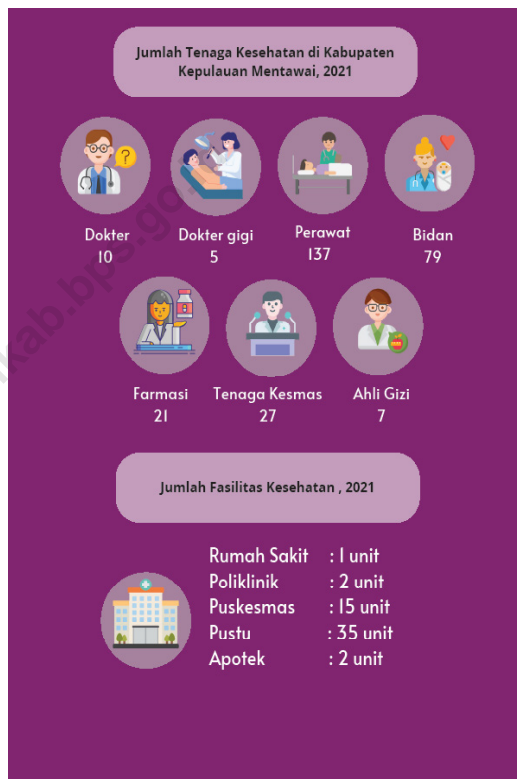 Jumlah Tenaga Kesehatan di Kabupaten
Kepulauan Mentawai, 2021
Dokter
10
Dokter gigi
5
Perawat
137
Bidan
79
Farmasi
21
Tenaga Kesmas
27
Ahli Gizi
7
Jumlah Fasilitas Kesehatan , 2021
Rumah Sakit : 1 unit
Poliklinik : 2 unit
Puskesmas : 15 unit
Pustu : 35 unit
Apotek : 2 unit